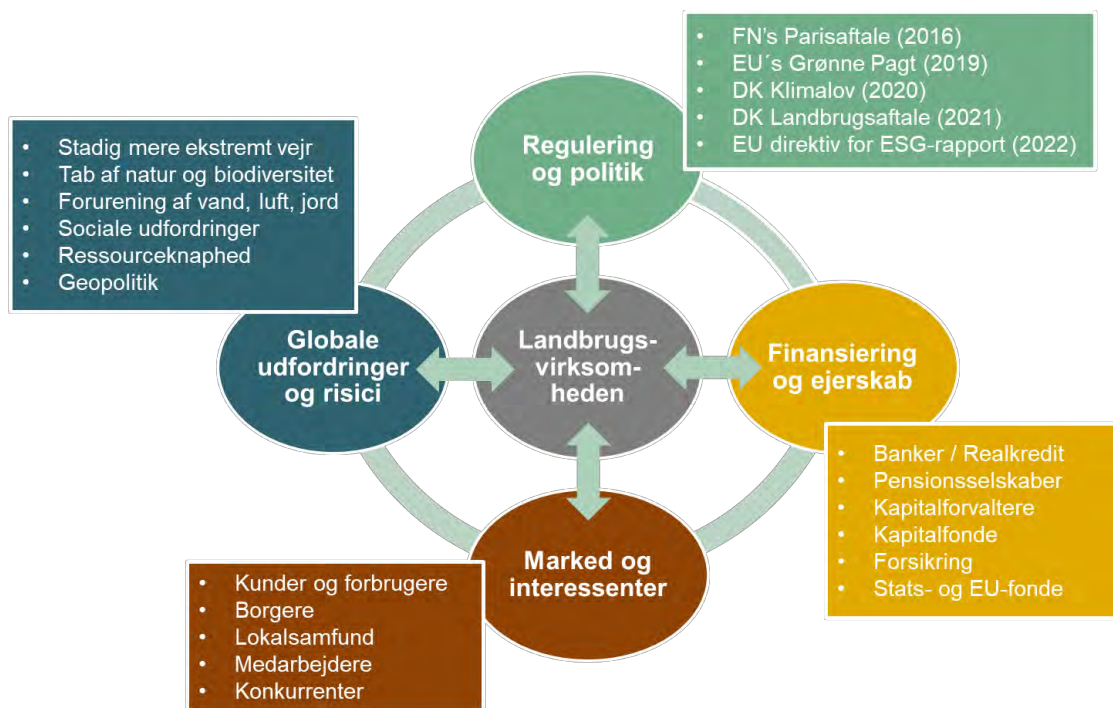 • FN's Parisaftale (2016)
• EU´s Grønne Pagt (2019)
• DK Klimalov (2020)
• DK Landbrugsaftale (2021)
• EU direktiv for ESG-rapport (2022)
Regulering
og politik
• Stadig mere ekstremt vejr
• Tab af natur og biodiversitet
• Forurening af vand, luft, jord
• Sociale udfordringer
• Ressourceknaphed
• Geopolitik
Globale
udfordringer
og risici
Landbrugs-
virksom-
heden
Finansiering
og ejerskab
• Banker / Realkredit
• Pensionsselskaber
• Kapitalforvaltere
• Kapitalfonde
• Forsikring
• Stats- og EU-fonde
Marked og
interessenter
• Kunder og forbrugere
• Borgere
• Lokalsamfund
• Medarbejdere
• Konkurrenter